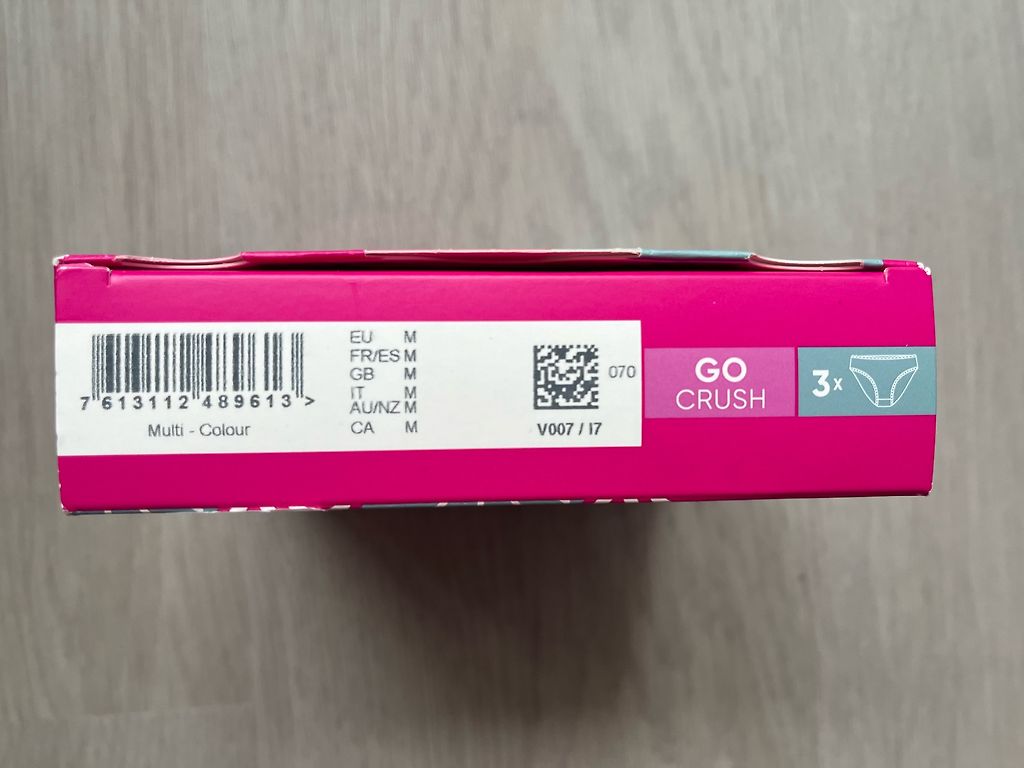 EU M
FR/ES M
GB M
IT M
AU/NZ M
CA M
7 613112 489613 >
Multi - Colour
070
V007 / I7
GO
CRUSH
3x